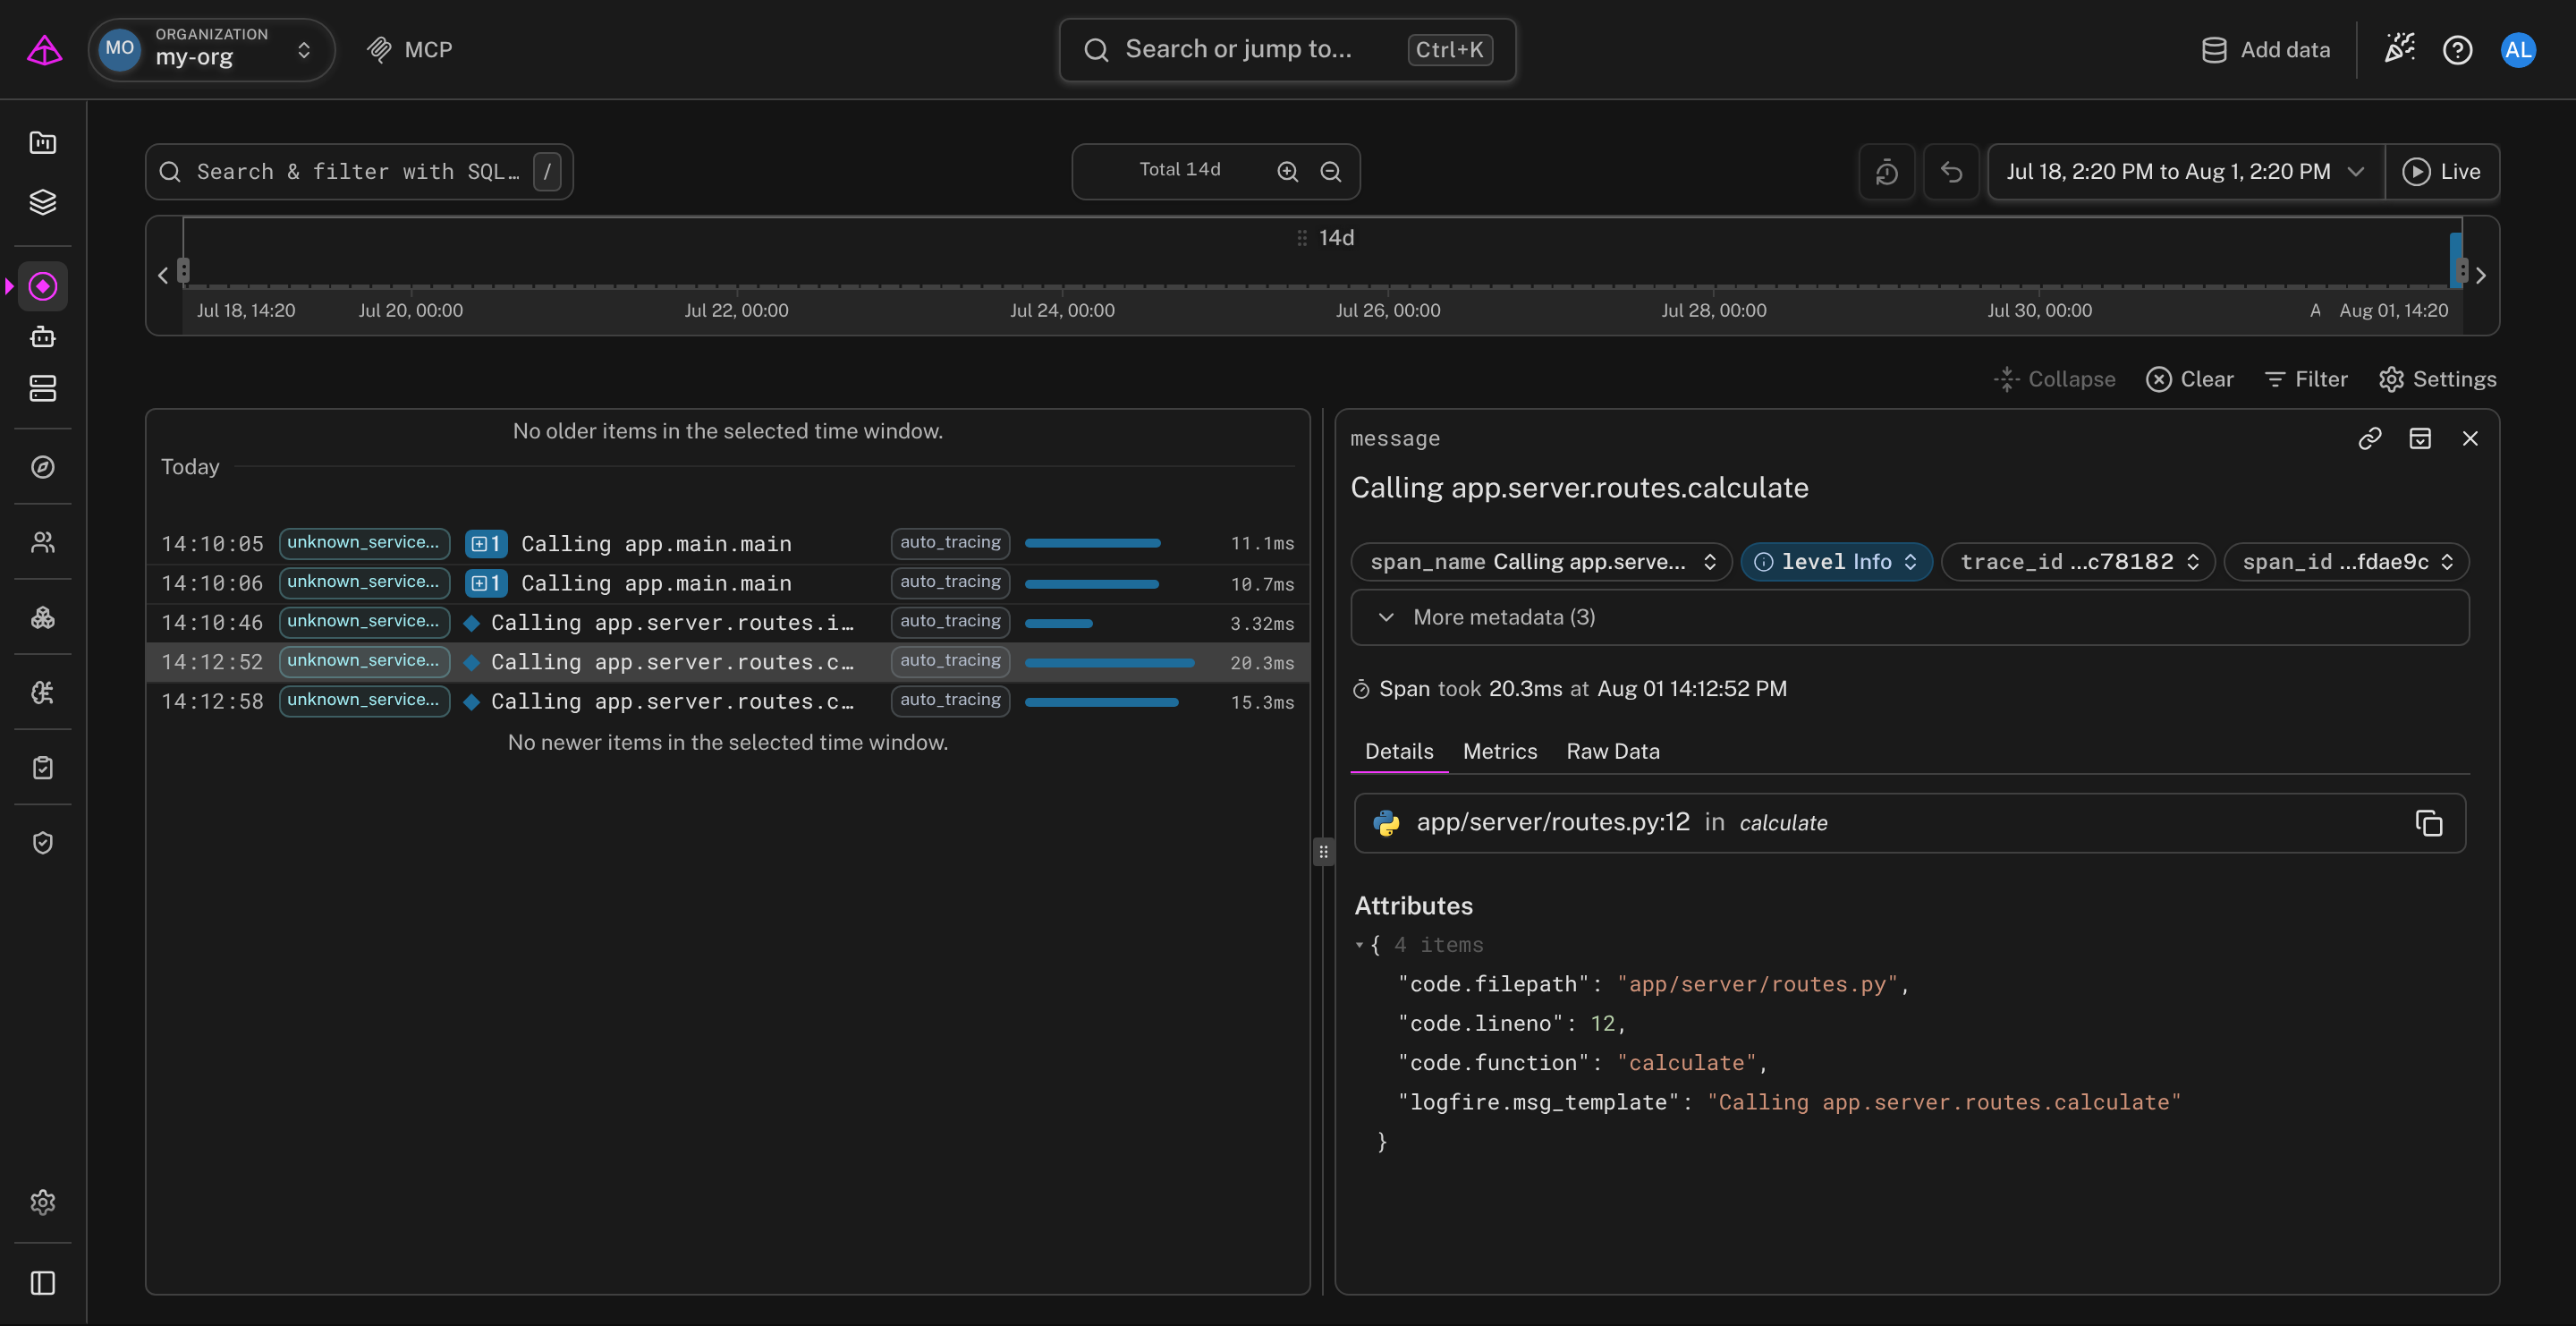 MO
ORGANIZATION
my-org
MCP
Search or jump to...
Ctrl+K
Add data
AL
Search & filter with SQL…
/
Total 14d
Jul 18, 2:20 PM to Aug 1, 2:20 PM
Live
14d
Jul 18, 14:20
Jul 20, 00:00
Jul 22, 00:00
Jul 24, 00:00
Jul 26, 00:00
Jul 28, 00:00
Jul 30, 00:00
A
Aug 01, 14:20
Collapse
Clear
Filter
Settings
No older items in the selected time window.
Today
14:10:05 unknown_service... 1 Calling app.main.main auto_tracing 11.1ms
14:10:06 unknown_service... 1 Calling app.main.main auto_tracing 10.7ms
14:10:46 unknown_service... Calling app.server.routes.i… auto_tracing 3.32ms
14:12:52 unknown_service... Calling app.server.routes.c… auto_tracing 20.3ms
14:12:58 unknown_service... Calling app.server.routes.c… auto_tracing 15.3ms
No newer items in the selected time window.
message
Calling app.server.routes.calculate
span_name Calling app.serve...
level Info
trace_id ...c78182
span_id ...fdae9c
More metadata (3)
Span took 20.3ms at Aug 01 14:12:52 PM
Details Metrics Raw Data
app/server/routes.py:12 in calculate
Attributes
{ 4 items
"code.filepath": "app/server/routes.py",
"code.lineno": 12,
"code.function": "calculate",
"logfire.msg_template": "Calling app.server.routes.calculate"
}